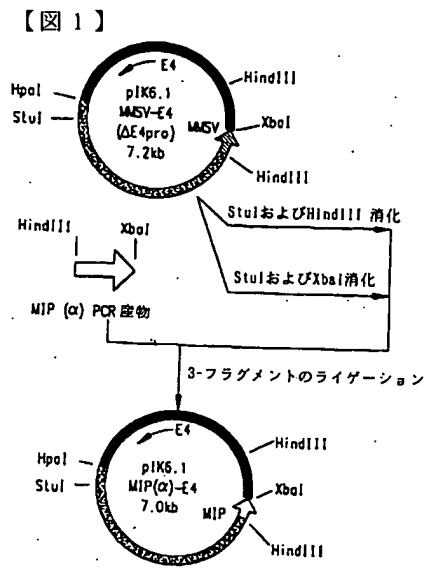 【図 1】
E4
HindIII
HpaI
StuI
pIK6.1
MMSV-E4
(ΔE4pro)
7.2kb
MMSV
XbaI
HindIII
StuIおよびHindIII 消化
HindIII
XbaI
StuIおよびXbaI消化
MIP (α) PCR 産物
3-フラグメントのライゲーション
E4
HindIII
HpaI
StuI
pIK6.1
MIP(α)-E4
7.0kb
XbaI
MIP
HindIII